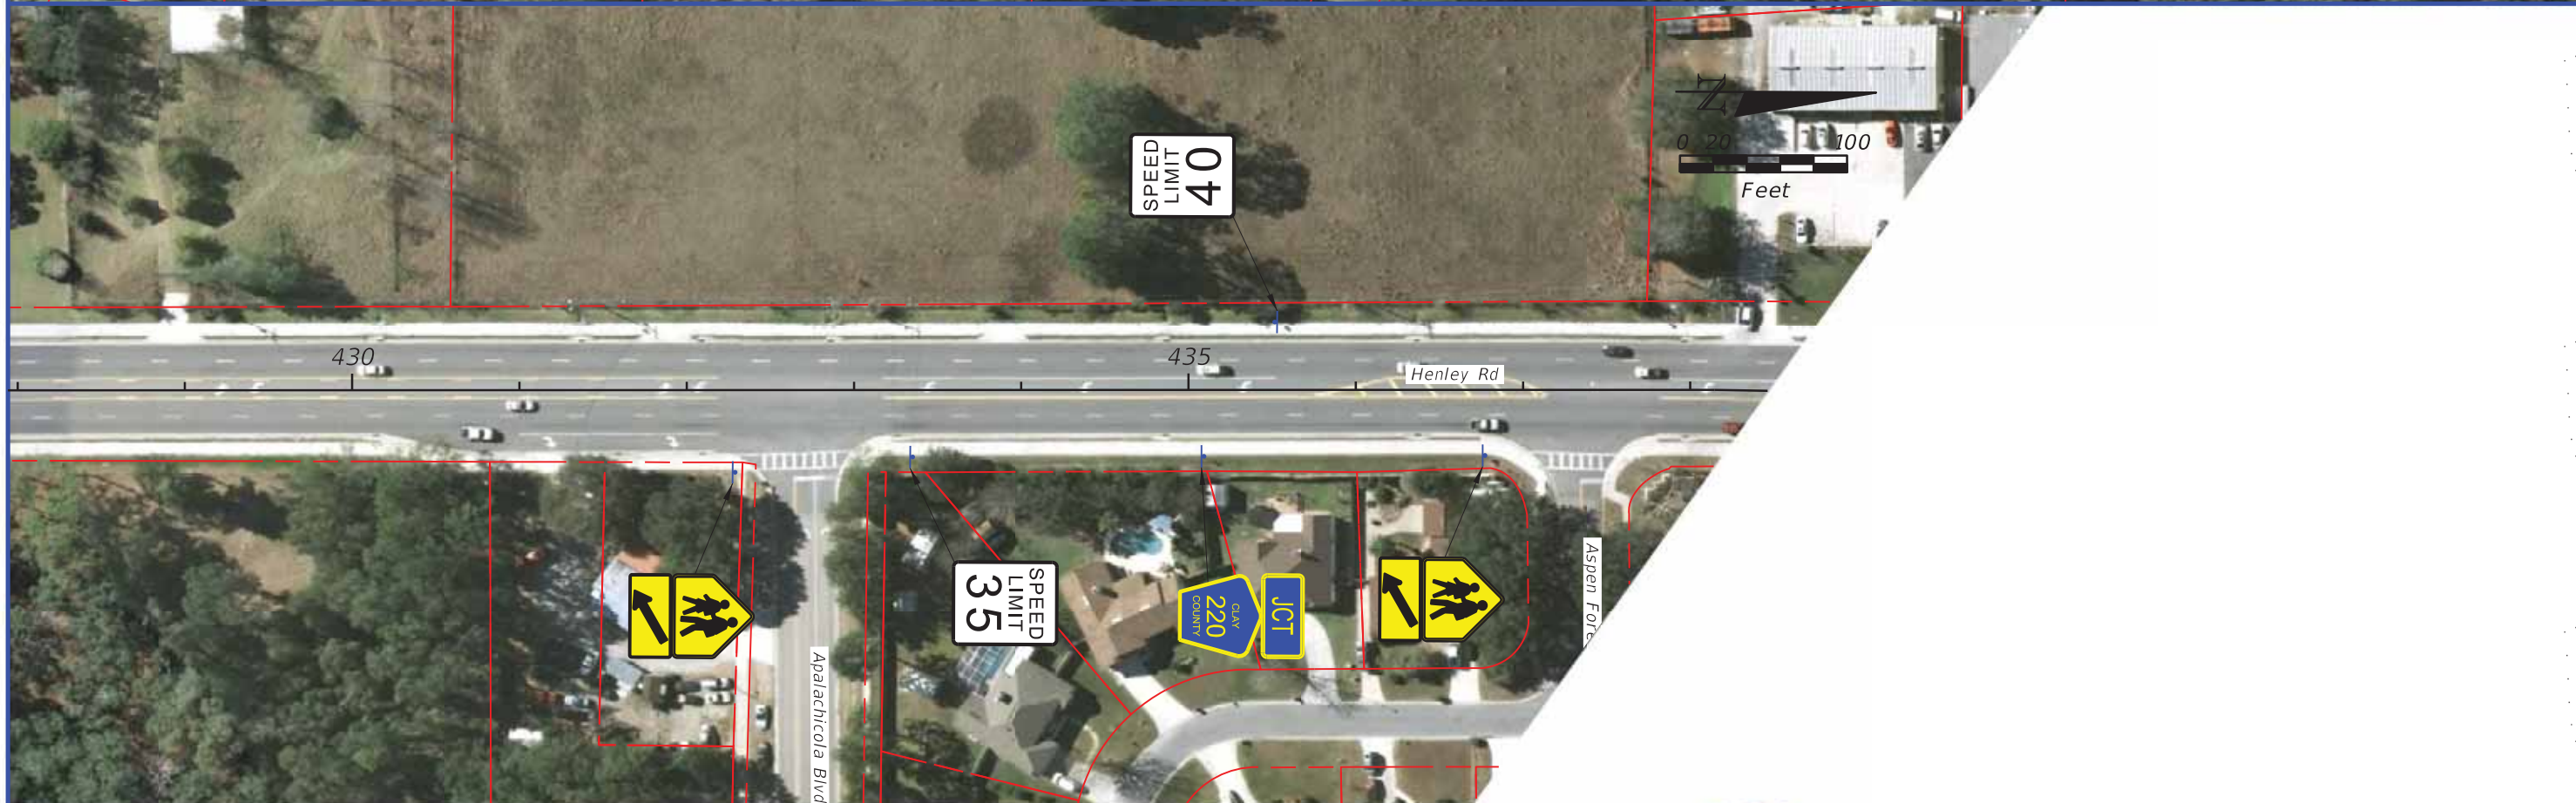 N
0 20 100
Feet
SPEED
LIMIT
40
430
435
Henley Rd
SPEED
LIMIT
35
JCT
CLAY
220
COUNTY
Apalachicola Blvd
Aspen Fore